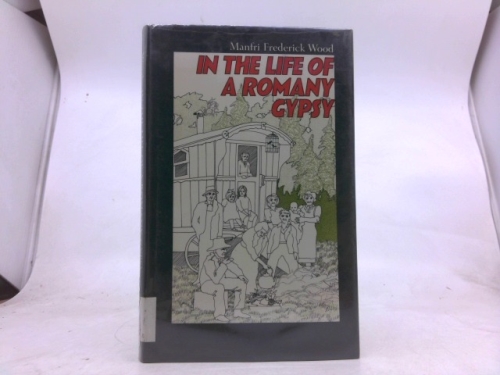 Manfri Frederick Wood
IN THE LIFE OF
A ROMANY
GYPSY